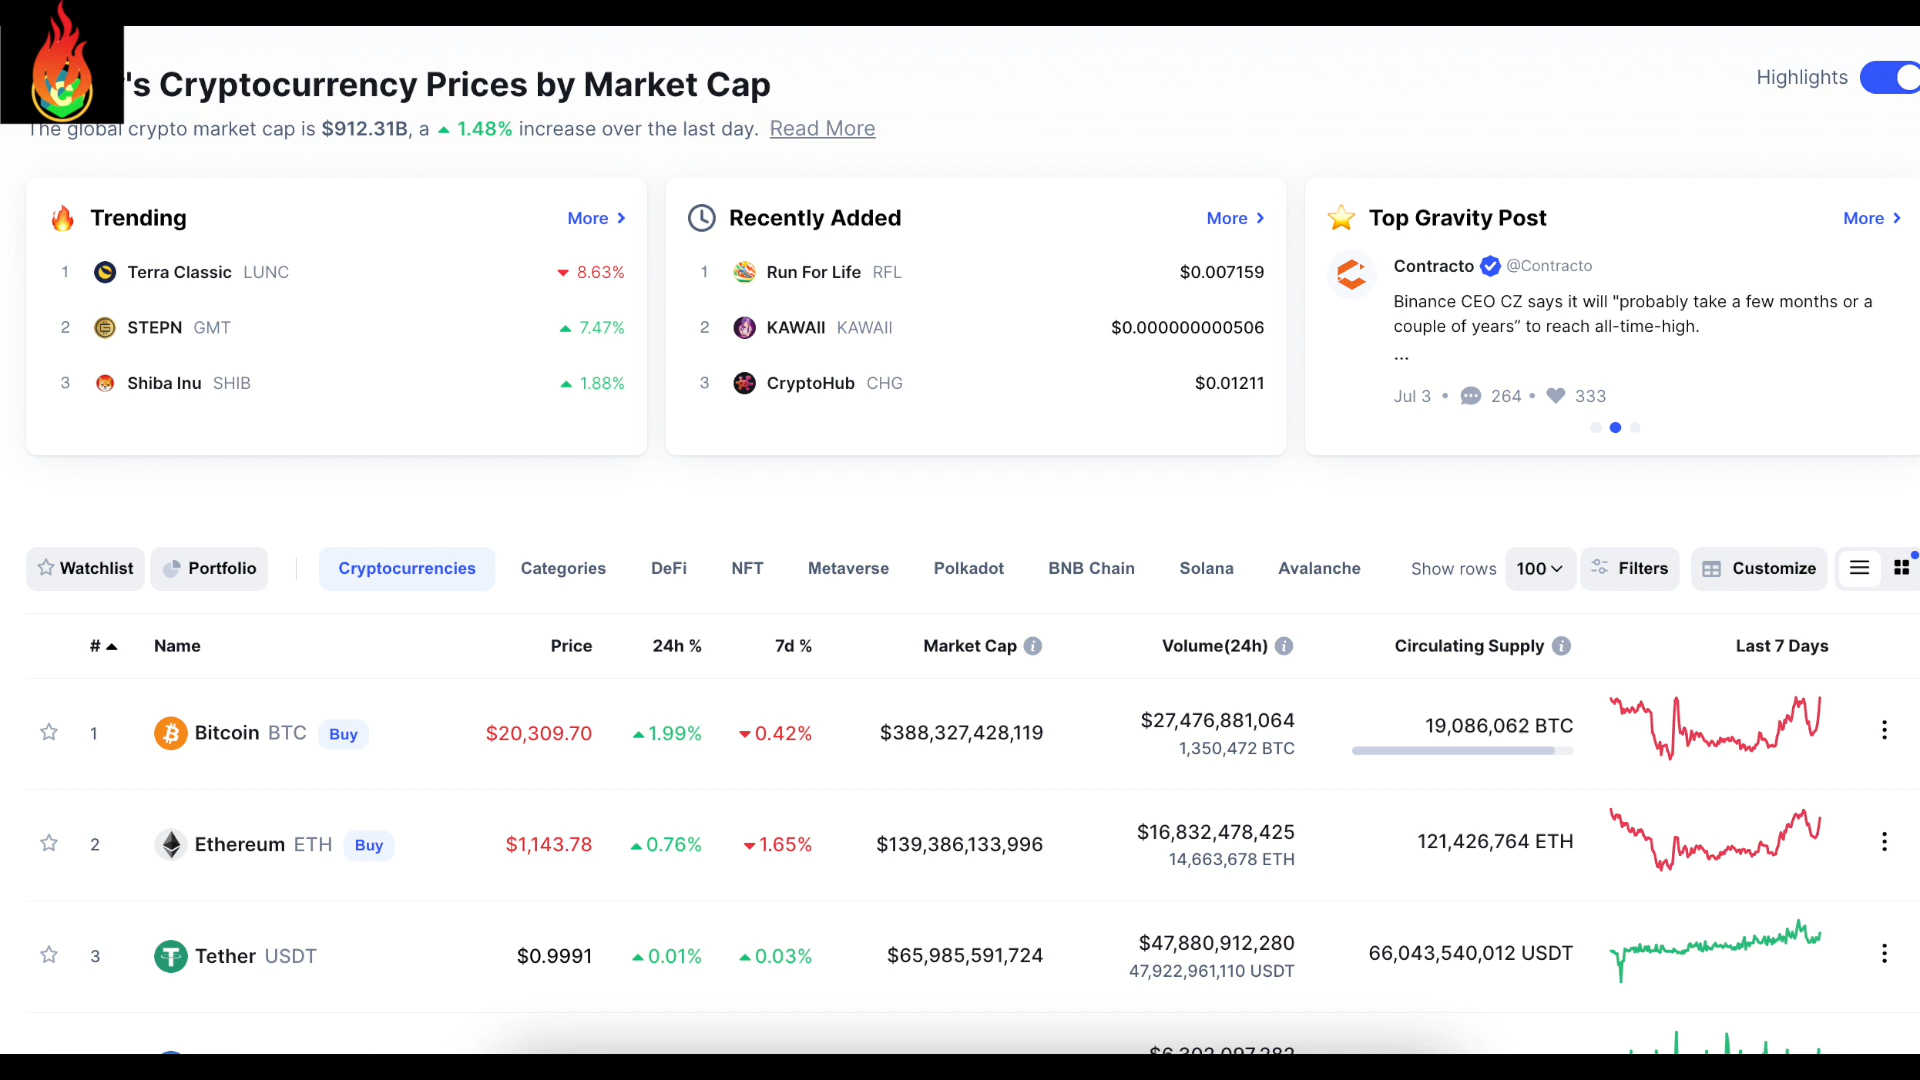 's Cryptocurrency Prices by Market Cap
Highlights
The global crypto market cap is $912.31B, a 1.48% increase over the last day. Read More
Trending
More
1 Terra Classic LUNC 8.63%
2 STEPN GMT 7.47%
3 Shiba Inu SHIB 1.88%
Recently Added
More
1 Run For Life RFL $0.007159
2 KAWAII KAWAII $0.000000000506
3 CryptoHub CHG $0.01211
Top Gravity Post
More
Contracto @Contracto
Binance CEO CZ says it will "probably take a few months or a
couple of years” to reach all-time-high.
...
Jul 3 • 264 • 333
Watchlist Portfolio Cryptocurrencies Categories DeFi NFT Metaverse Polkadot BNB Chain Solana Avalanche Show rows 100 Filters Customize
# Name Price 24h % 7d % Market Cap Volume(24h) Circulating Supply Last 7 Days
1 Bitcoin BTC Buy $20,309.70 1.99% 0.42% $388,327,428,119 $27,476,881,064 19,086,062 BTC
1,350,472 BTC
2 Ethereum ETH Buy $1,143.78 0.76% 1.65% $139,386,133,996 $16,832,478,425 121,426,764 ETH
14,663,678 ETH
3 Tether USDT $0.9991 0.01% 0.03% $65,985,591,724 $47,880,912,280 66,043,540,012 USDT
47,922,961,110 USDT